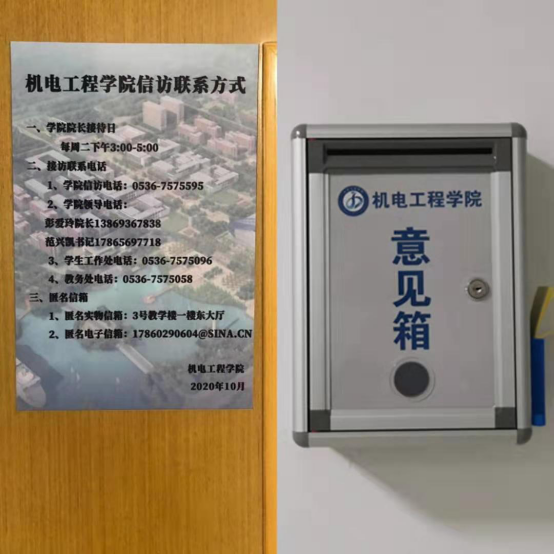 机电工程学院信访联系方式
一、学院院长接待日
每周二下午3:00-5:00
二、接访联系电话
1、学院信访电话：0536-7575595
2、学院领导电话：
彭爱玲院长13869367838
范兴凯书记17865697718
3、学生工作处电话：0536-7575096
4、教务处电话：0536-7575058
三、匿名信箱
1、匿名实物信箱：3号教学楼一楼东大厅
2、匿名电子信箱：17860290604@SINA.CN
机电工程学院
2020年10月
机电工程学院
意见箱